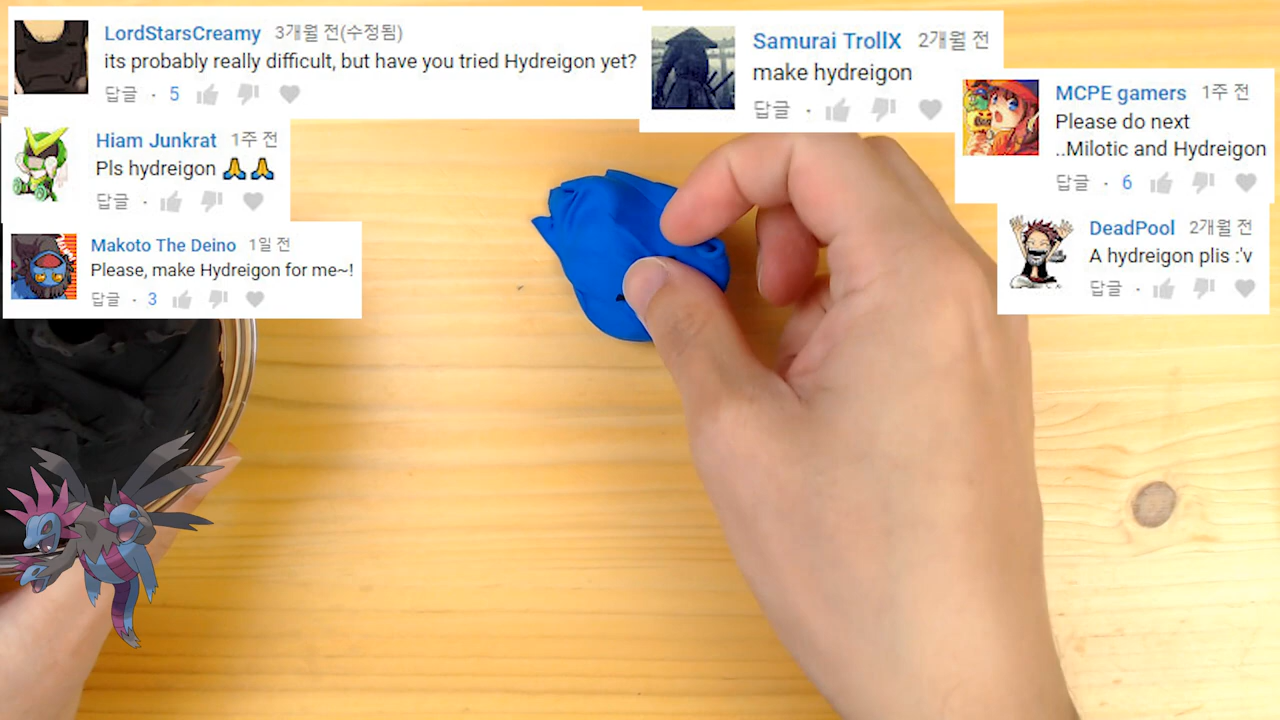 LordStarsCreamy 3개월 전(수정됨)
its probably really difficult, but have you tried Hydreigon yet?
답글 · 5
Samurai TrollX 2개월 전
make hydreigon
답글 ·
MCPE gamers 1주 전
Please do next
..Milotic and Hydreigon
답글 · 6
Hiam Junkrat 1주 전
Pls hydreigon 🙏🙏
답글 ·
DeadPool 2개월 전
A hydreigon plis :'v
답글 ·
Makoto The Deino 1일 전
Please, make Hydreigon for me~!
답글 · 3